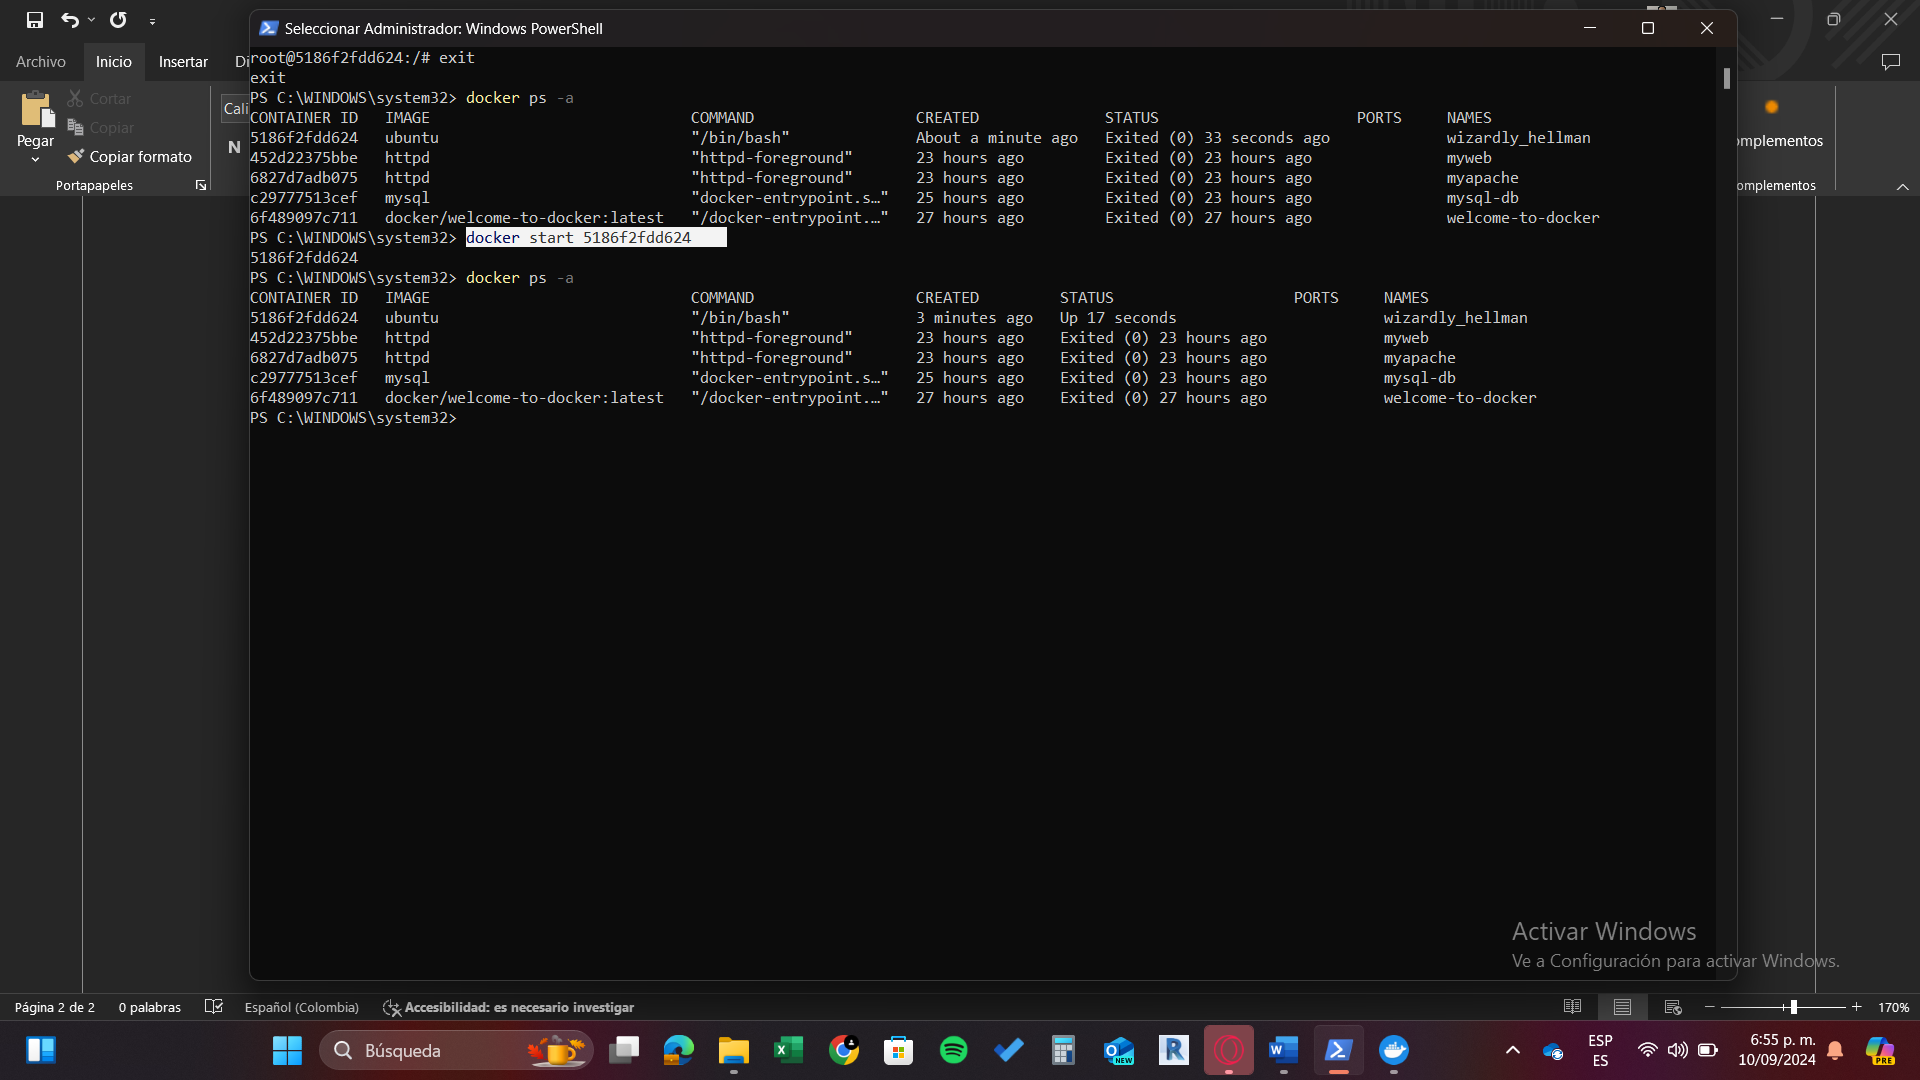 Seleccionar Administrador: Windows PowerShell
Archivo Inicio Insertar Di
Cortar
Copiar
Pegar
Copiar formato
Portapapeles
Cali
N
omplementos
omplementos
root@5186f2fdd624:/# exit
exit
PS C:\WINDOWS\system32> docker ps -a
CONTAINER ID IMAGE COMMAND CREATED STATUS PORTS NAMES
5186f2fdd624 ubuntu "/bin/bash" About a minute ago Exited (0) 33 seconds ago wizardly_hellman
452d22375bbe httpd "httpd-foreground" 23 hours ago Exited (0) 23 hours ago myweb
6827d7adb075 httpd "httpd-foreground" 23 hours ago Exited (0) 23 hours ago myapache
c29777513cef mysql "docker-entrypoint.s…" 25 hours ago Exited (0) 23 hours ago mysql-db
6f489097c711 docker/welcome-to-docker:latest "/docker-entrypoint.…" 27 hours ago Exited (0) 27 hours ago welcome-to-docker
PS C:\WINDOWS\system32> docker start 5186f2fdd624
5186f2fdd624
PS C:\WINDOWS\system32> docker ps -a
CONTAINER ID IMAGE COMMAND CREATED STATUS PORTS NAMES
5186f2fdd624 ubuntu "/bin/bash" 3 minutes ago Up 17 seconds wizardly_hellman
452d22375bbe httpd "httpd-foreground" 23 hours ago Exited (0) 23 hours ago myweb
6827d7adb075 httpd "httpd-foreground" 23 hours ago Exited (0) 23 hours ago myapache
c29777513cef mysql "docker-entrypoint.s…" 25 hours ago Exited (0) 23 hours ago mysql-db
6f489097c711 docker/welcome-to-docker:latest "/docker-entrypoint.…" 27 hours ago Exited (0) 27 hours ago welcome-to-docker
PS C:\WINDOWS\system32>
Activar Windows
Ve a Configuración para activar Windows.
Página 2 de 2 0 palabras Español (Colombia) Accesibilidad: es necesario investigar 170%
Búsqueda
NEW
ESP
ES
6:55 p. m.
10/09/2024
PRE